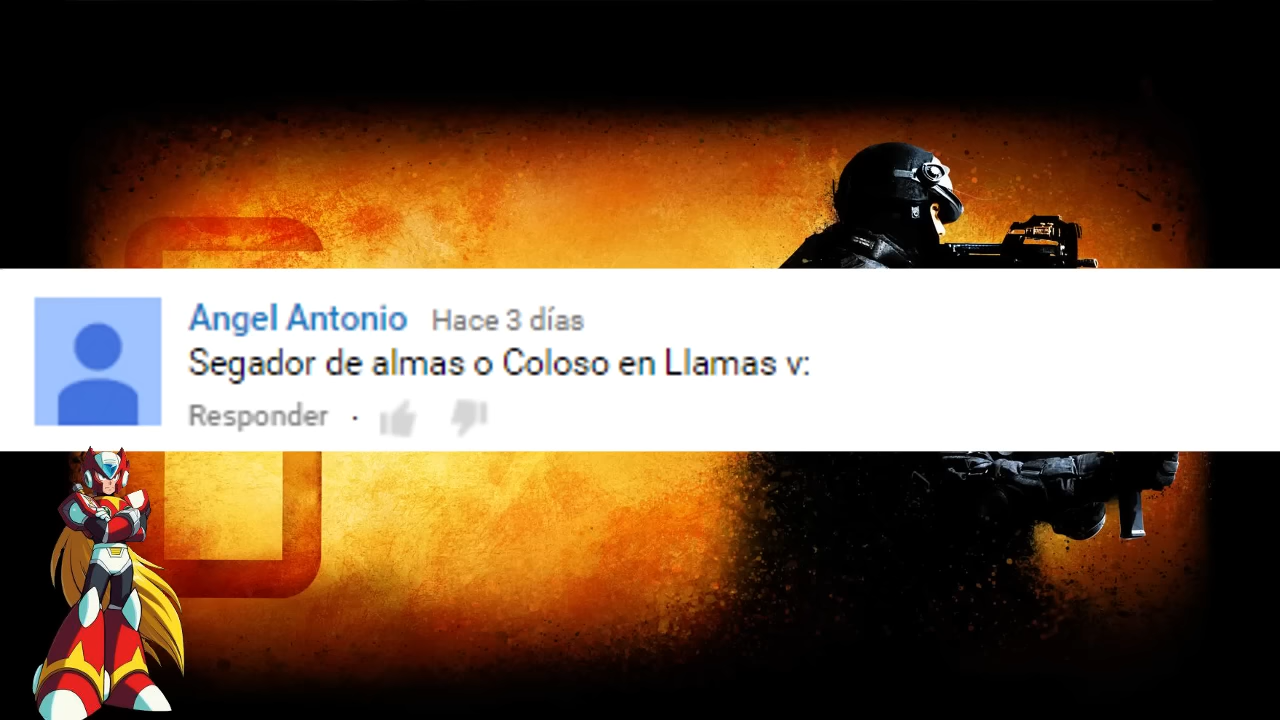 Angel Antonio Hace 3 días
Segador de almas o Coloso en Llamas v:
Responder ·